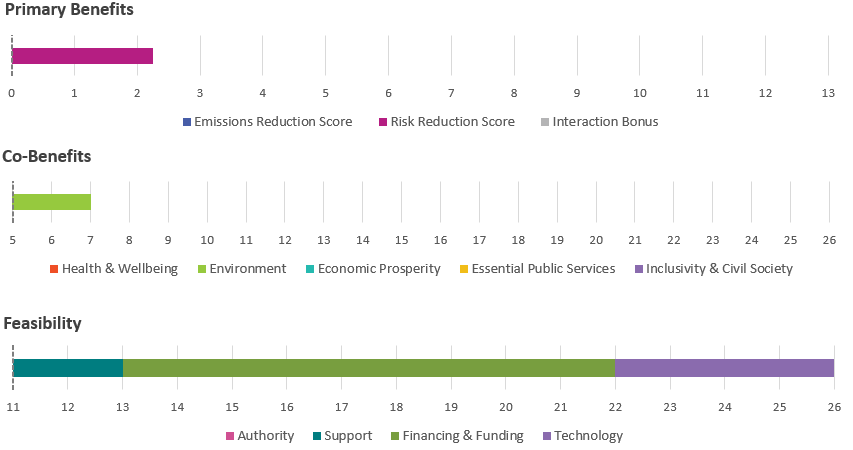 Primary Benefits
0 1 2 3 4 5 6 7 8 9 10 11 12 13
Emissions Reduction Score Risk Reduction Score Interaction Bonus
Co-Benefits
5 6 7 8 9 10 11 12 13 14 15 16 17 18 19 20 21 22 23 24 25 26
Health & Wellbeing Environment Economic Prosperity Essential Public Services Inclusivity & Civil Society
Feasibility
11 12 13 14 15 16 17 18 19 20 21 22 23 24 25 26
Authority Support Financing & Funding Technology